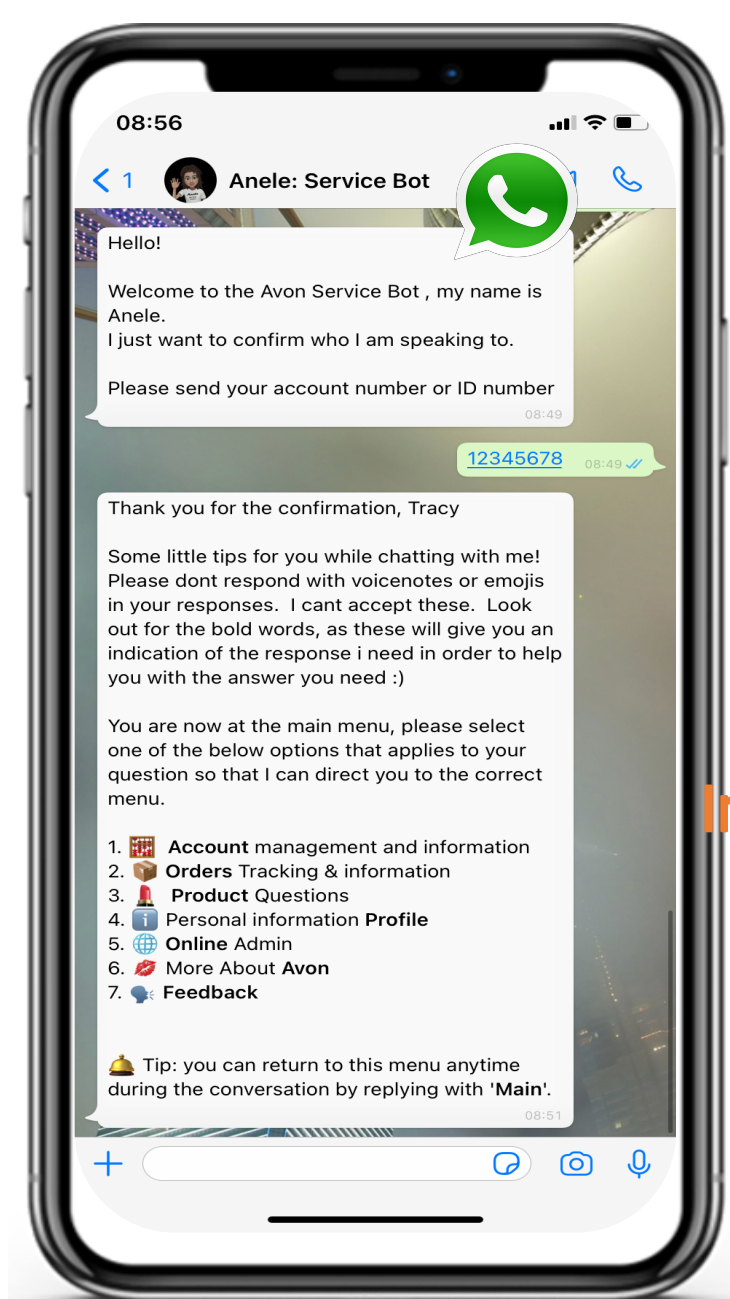 08:56
1
Anele: Service Bot
Hello!
Welcome to the Avon Service Bot , my name is
Anele.
I just want to confirm who I am speaking to.
Please send your account number or ID number
08:49
12345678
08:49
Thank you for the confirmation, Tracy
Some little tips for you while chatting with me!
Please dont respond with voicenotes or emojis
in your responses.  I cant accept these.  Look
out for the bold words, as these will give you an
indication of the response i need in order to help
you with the answer you need :)
You are now at the main menu, please select
one of the below options that applies to your
question so that I can direct you to the correct
menu.
1. 🧮 Account management and information
2. 📦 Orders Tracking & information
3. 💄 Product Questions
4. ℹ️ Personal information Profile
5. 🌐 Online Admin
6. 💋 More About Avon
7. 🗣️ Feedback
🛎️ Tip: you can return to this menu anytime
during the conversation by replying with 'Main'.
08:51